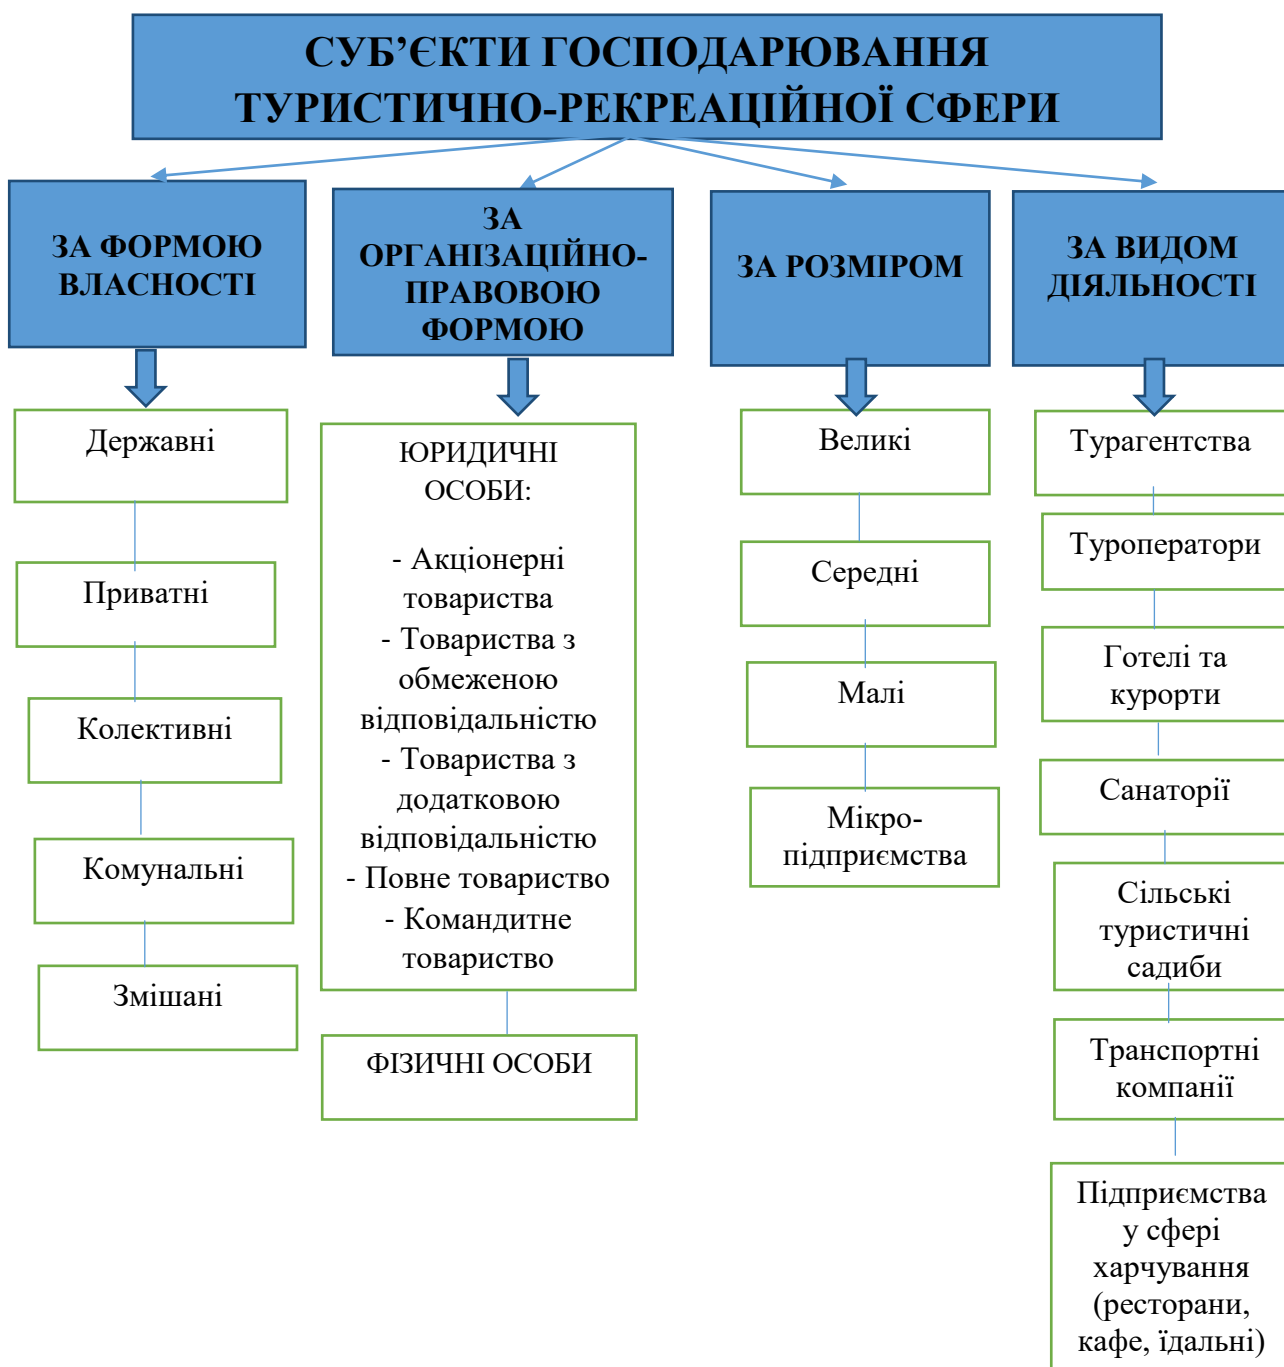 СУБ’ЄКТИ ГОСПОДАРЮВАННЯ
ТУРИСТИЧНО-РЕКРЕАЦІЙНОЇ СФЕРИ
ЗА ФОРМОЮ
ВЛАСНОСТІ
Державні
Приватні
Колективні
Комунальні
Змішані
ЗА
ОРГАНІЗАЦІЙНО-
ПРАВОВОЮ
ФОРМОЮ
ЮРИДИЧНІ
ОСОБИ:
- Акціонерні
товариства
- Товариства з
обмеженою
відповідальністю
- Товариства з
додатковою
відповідальністю
- Повне товариство
- Командитне
товариство
ФІЗИЧНІ ОСОБИ
ЗА РОЗМІРОМ
Великі
Середні
Малі
Мікро-
підприємства
ЗА ВИДОМ
ДІЯЛЬНОСТІ
Турагентства
Туроператори
Готелі та
курорти
Санаторії
Сільські
туристичні
садиби
Транспортні
компанії
Підприємства
у сфері
харчування
(ресторани,
кафе, їдальні)